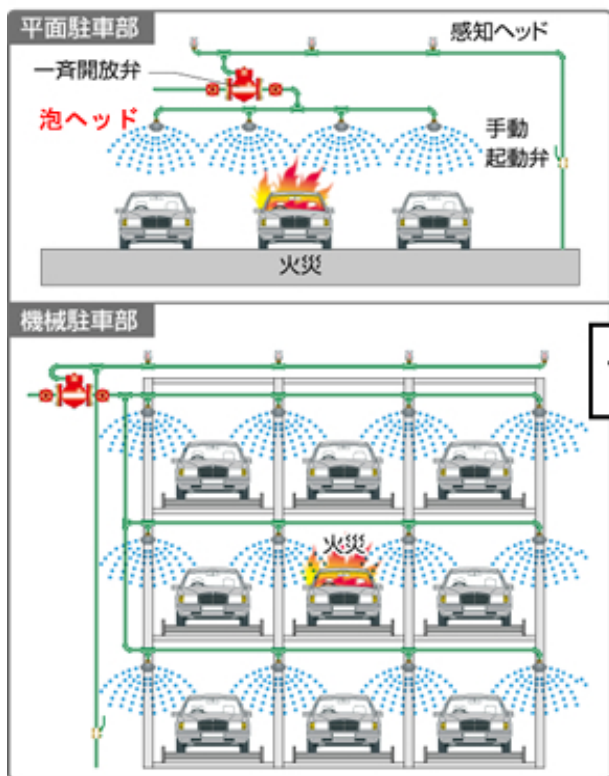 平面駐車部
感知ヘッド
一斉開放弁
泡ヘッド
手動
起動弁
火災
機械駐車部
火災